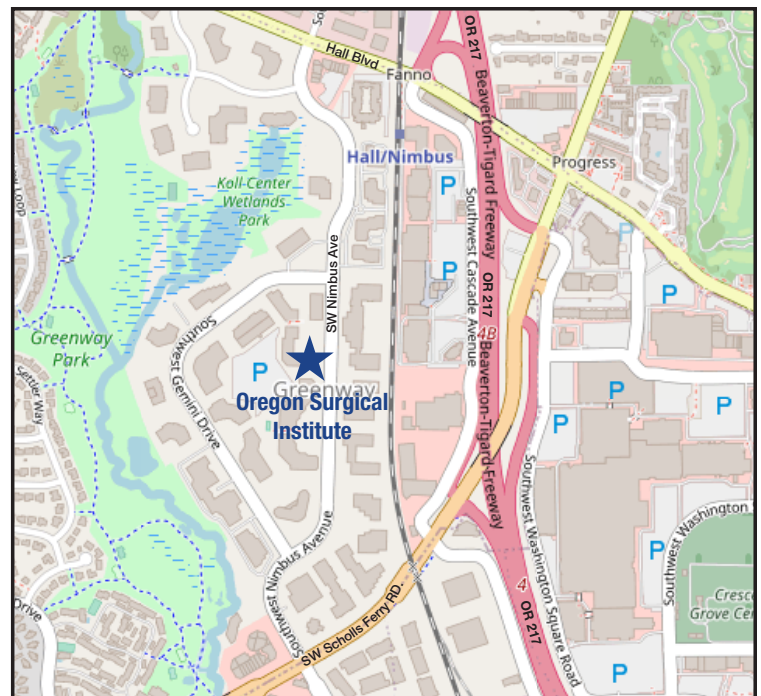 So
Hall Blvd
OR 217
Beaverton-Tigard Freeway
Fanno
Hall/Nimbus
Progress
P
Koll-Center
Wetlands
Park
Loop
SW Nimbus Ave
Southwest Cascade Avenue
P
OR 217
P
P
Greenway
Park
Southwest Gemini Drive
4B
Beaverton-Tigard Freeway
P
Greenway
Oregon Surgical
Institute
Settler Way
P
P
P
Southwest Washington Square Road
Southwest Washington S
Southwest Nimbus Avenue
P
4
OR 217
SW Scholls Ferry RD.
Cresc
Grove Cem
Drive
P